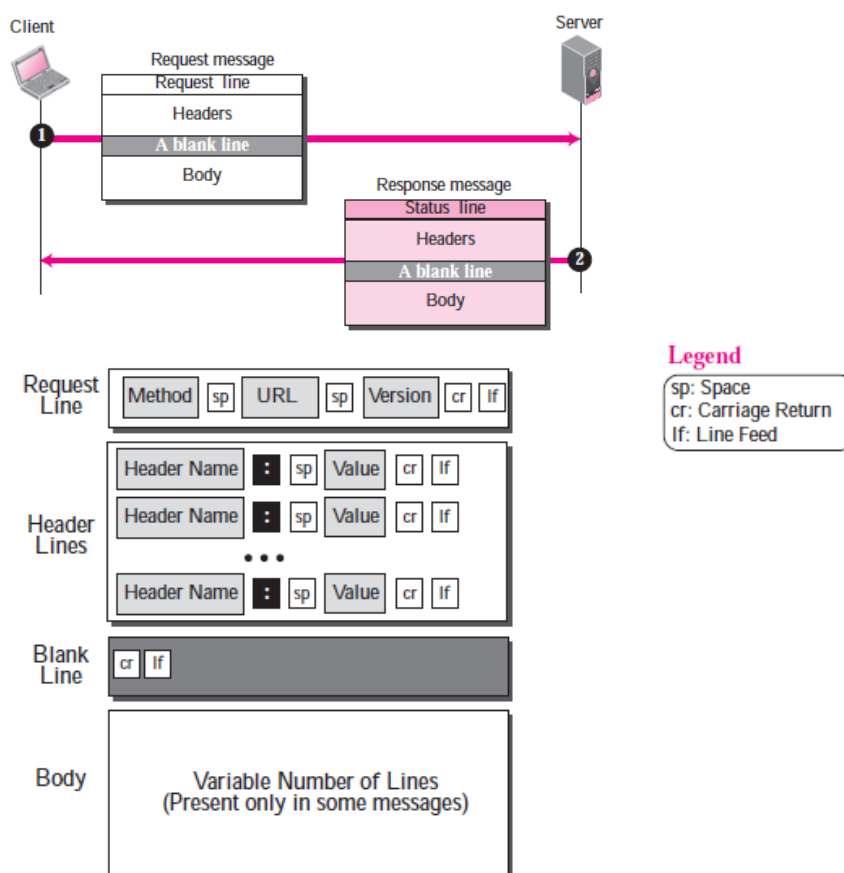 Client
Server
Request message
Request line
Headers
1
A blank line
Body
Response message
Status line
Headers
A blank line
2
Body
Legend
sp: Space
cr: Carriage Return
lf: Line Feed
Request Line
Method sp URL sp Version cr lf
Header Lines
Header Name : sp Value cr lf
Header Name : sp Value cr lf
•••
Header Name : sp Value cr lf
Blank Line
cr lf
Body
Variable Number of Lines
(Present only in some messages)